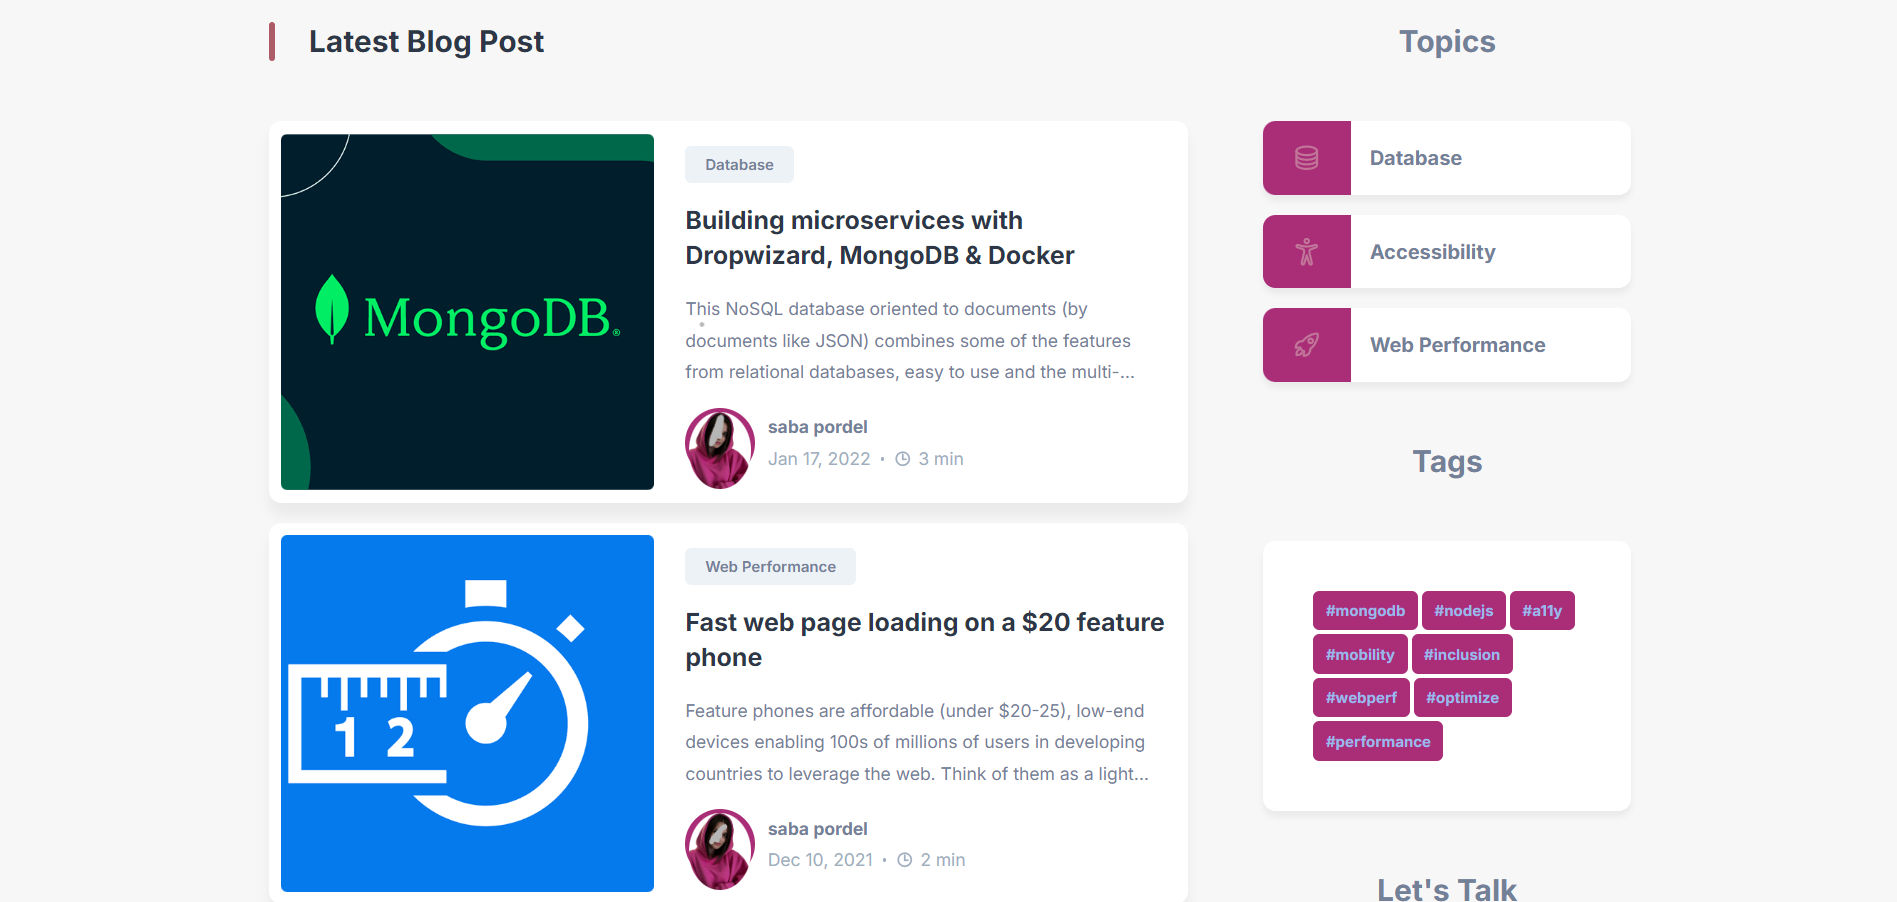 Latest Blog Post
MongoDB®
Database
Building microservices with
Dropwizard, MongoDB & Docker
This NoSQL database oriented to documents (by
documents like JSON) combines some of the features
from relational databases, easy to use and the multi-...
saba pordel
Jan 17, 2022 • 3 min
1 2
Web Performance
Fast web page loading on a $20 feature
phone
Feature phones are affordable (under $20-25), low-end
devices enabling 100s of millions of users in developing
countries to leverage the web. Think of them as a light...
saba pordel
Dec 10, 2021 • 2 min
Topics
Database
Accessibility
Web Performance
Tags
#mongodb #nodejs #a11y
#mobility #inclusion
#webperf #optimize
#performance
Let's Talk